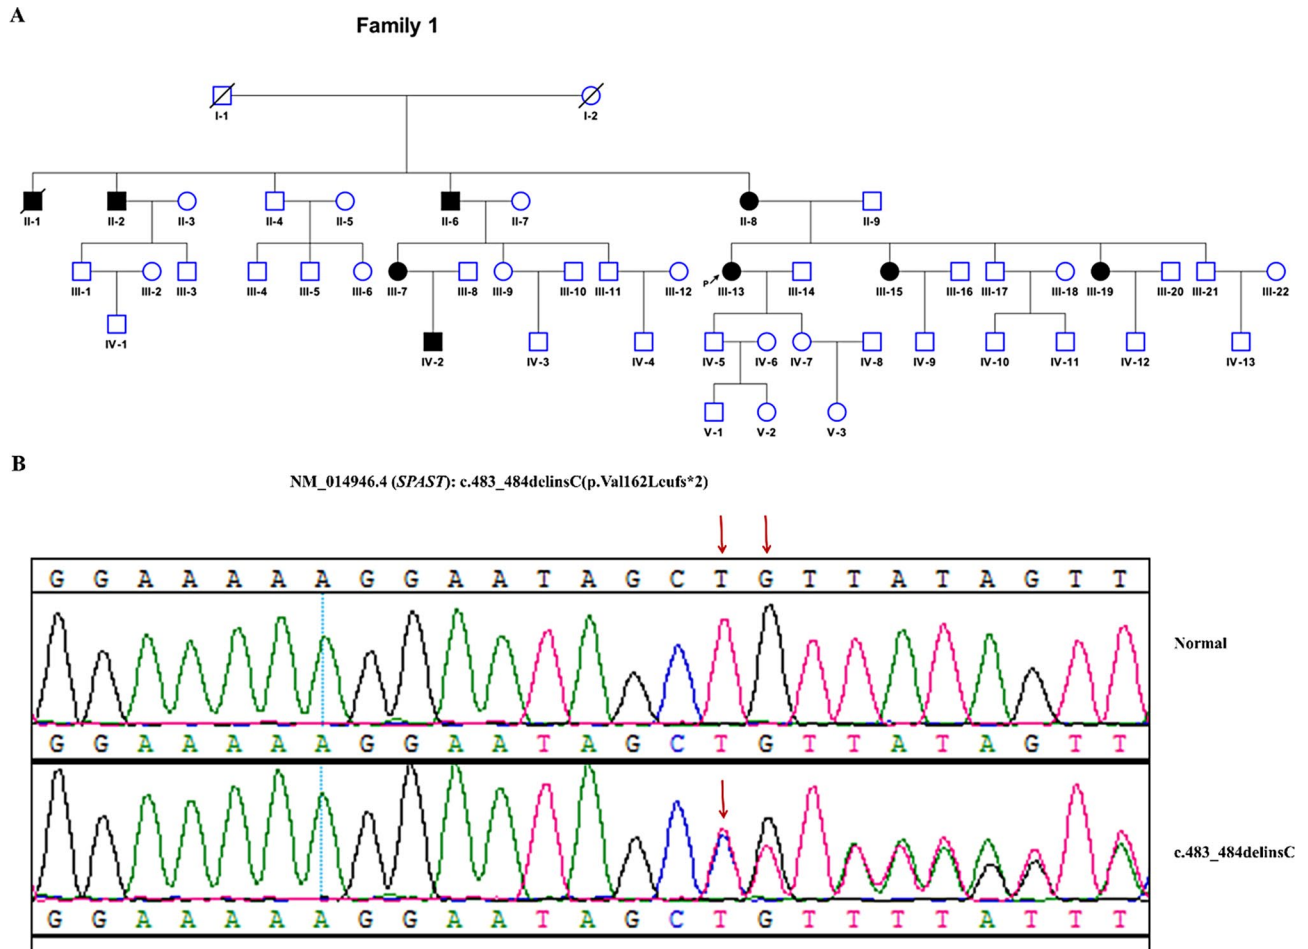 A
Family 1
I-1 I-2
II-1 II-2 II-3 II-4 II-5 II-6 II-7 II-8 II-9
P
III-1 III-2 III-3 III-4 III-5 III-6 III-7 III-8 III-9 III-10 III-11 III-12 III-13 III-14 III-15 III-16 III-17 III-18 III-19 III-20 III-21 III-22
IV-1 IV-2 IV-3 IV-4 IV-5 IV-6 IV-7 IV-8 IV-9 IV-10 IV-11 IV-12 IV-13
V-1 V-2 V-3
B
NM_014946.4 (SPAST): c.483_484delinsC(p.Val162Leufs*2)
G G A A A A A G G A A T A G C T G T T A T A G T T
Normal
G G A A A A A G G A A T A G C T G T T A T A G T T
c.483_484delinsC
G G A A A A A G G A A T A G C T G T T T T A T T T